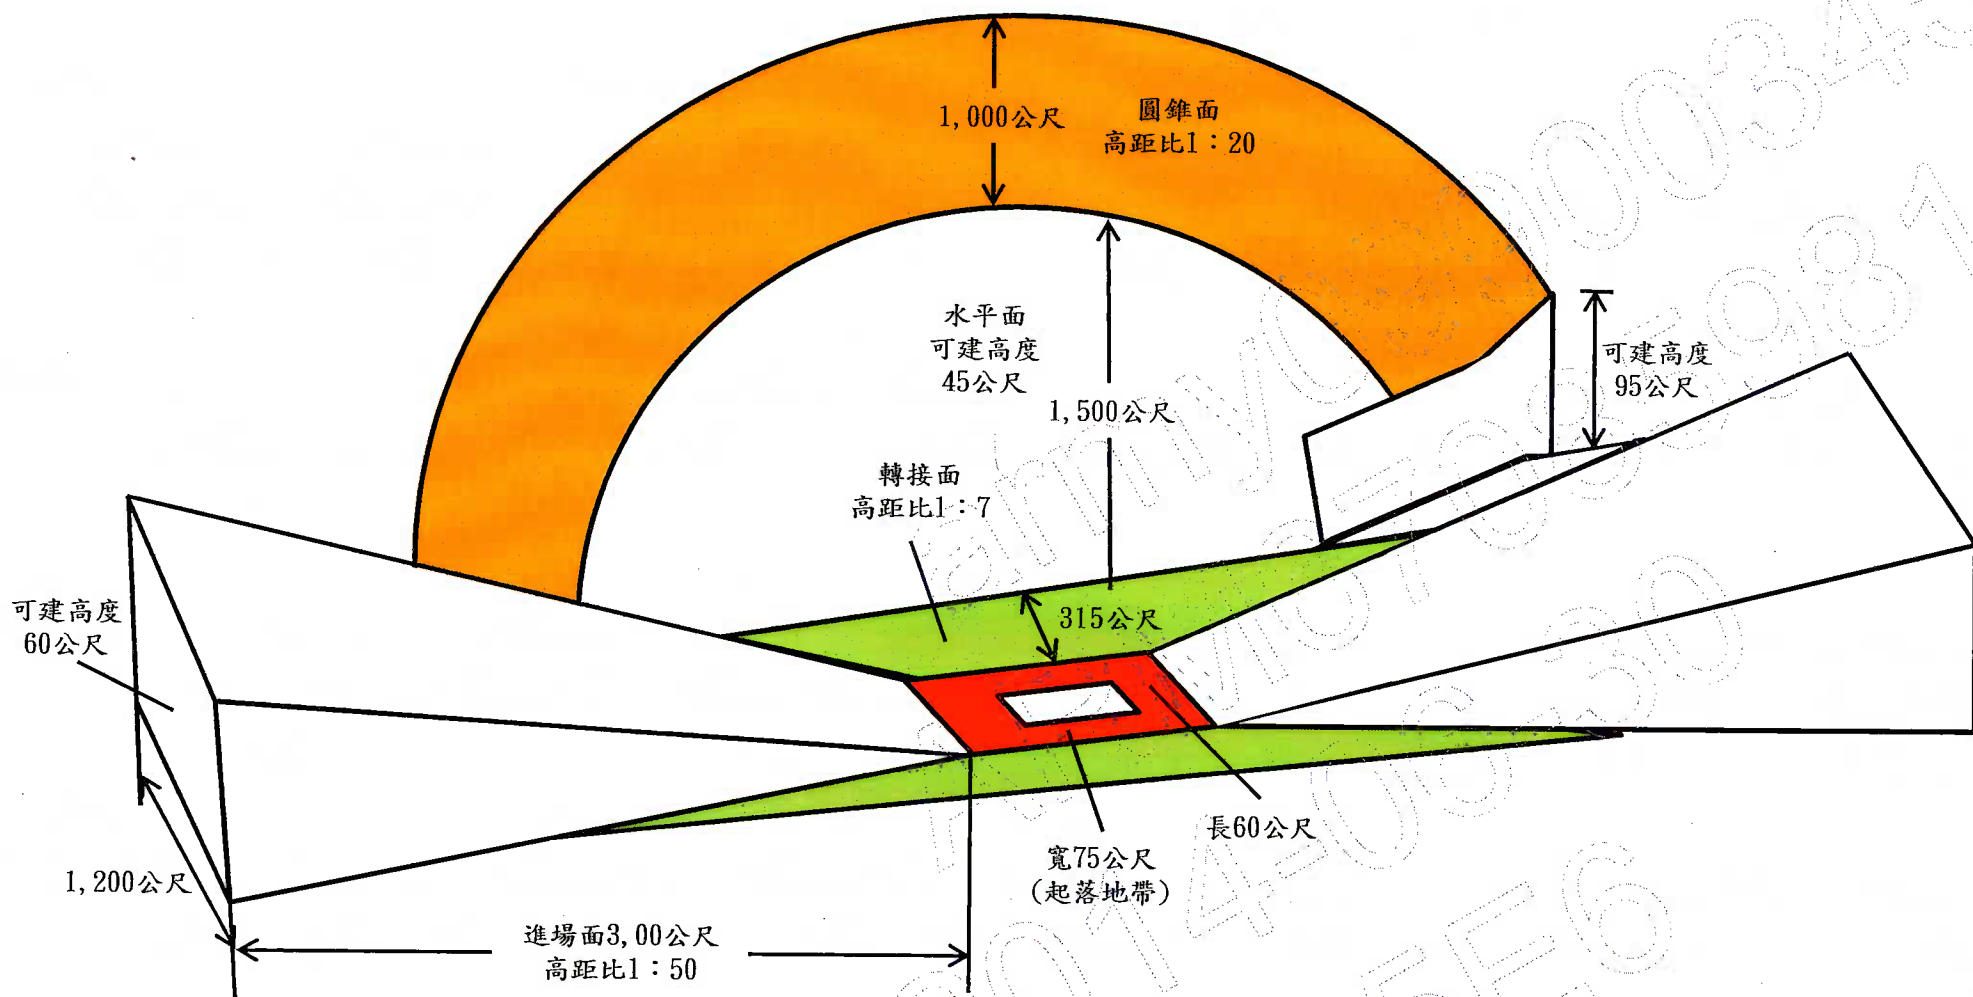 1,000公尺
圓錐面
高距比1：20
水平面
可建高度
45公尺
1,500公尺
可建高度
95公尺
轉接面
高距比1：7
315公尺
可建高度
60公尺
長60公尺
寬75公尺
(起落地帶)
1,200公尺
進場面3,00公尺
高距比1：50